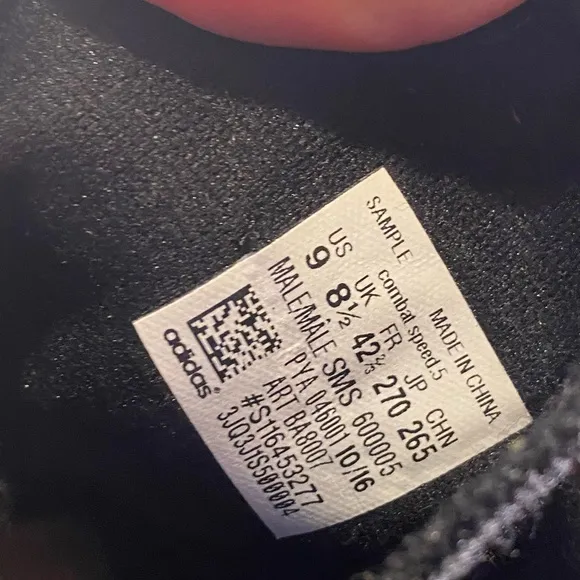 SAMPLE
combat speed.5
MADE IN CHINA
US UK FR JP CHN
9 8½ 42⅔ 270 265
MALE/MALE SMS 600005
PYA 046001 10/16
ART BA8007
#S116453277
3JQ3J1S500004
adidas